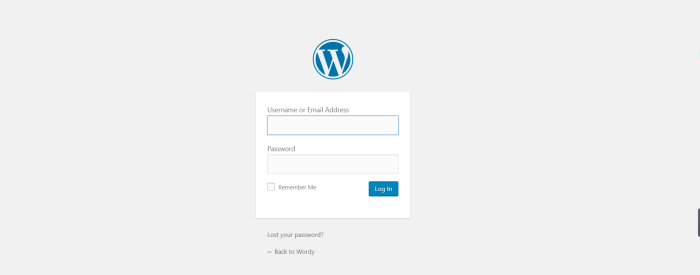 Username or Email Address
Password
Remember Me
Log In
Lost your password?
← Back to Wordy